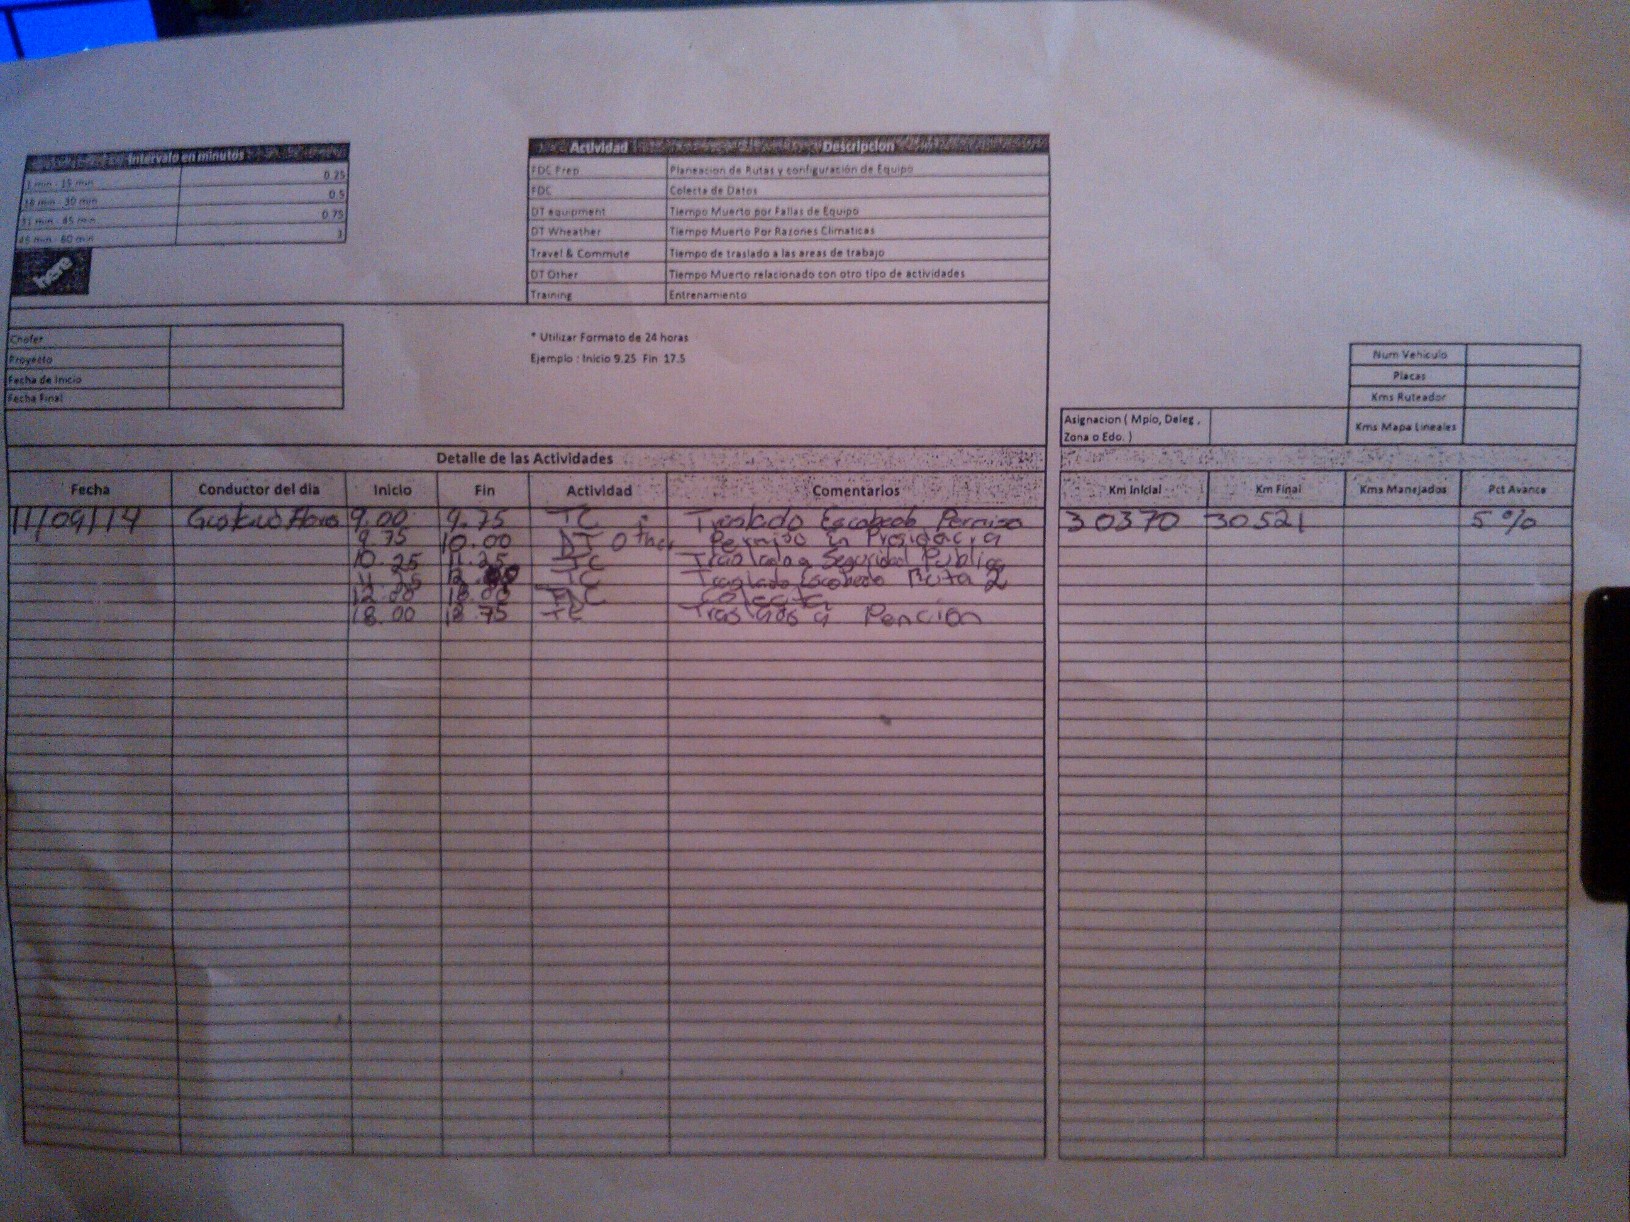 Intervalo en minutos
1 min - 15 min 0.25
16 min - 30 min 0.5
31 min - 45 min 0.75
45 min - 60 min 1
here
Actividad Descripcion
FDC Prep Planeacion de Rutas y configuración de Equipo
FDC Colecta de Datos
DT equipment Tiempo Muerto por Fallas de Equipo
DT Wheather Tiempo Muerto Por Razones Climaticas
Travel & Commute Tiempo de traslado a las areas de trabajo
DT Other Tiempo Muerto relacionado con otro tipo de actividades
Training Entrenamiento
* Utilizar Formato de 24 horas
Ejemplo : Inicio 9.25 Fin 17.5
Chofer
Proyecto
Fecha de Inicio
Fecha Final
Num Vehiculo
Placas
Kms Ruteador
Kms Mapa Lineales
Asignacion ( Mpio, Deleg ,
Zona o Edo. )
Detalle de las Actividades
Fecha Conductor del dia Inicio Fin Actividad Comentarios Km Inicial Km Final Kms Manejados Pct Avance
11/09/14 Gustavo 9.00 9.75 TC Traslado Escobedo Permiso 30370 30521 5%
9.75 10.00 DT Other Permiso en Presidencia
10.25 11.25 TC Traslado a Seguridad Publica
11.25 TC Traslado Escobedo Ruta 2
12.00 18.00 Colecta
18.00 18.75 TC Traslado a Pencion